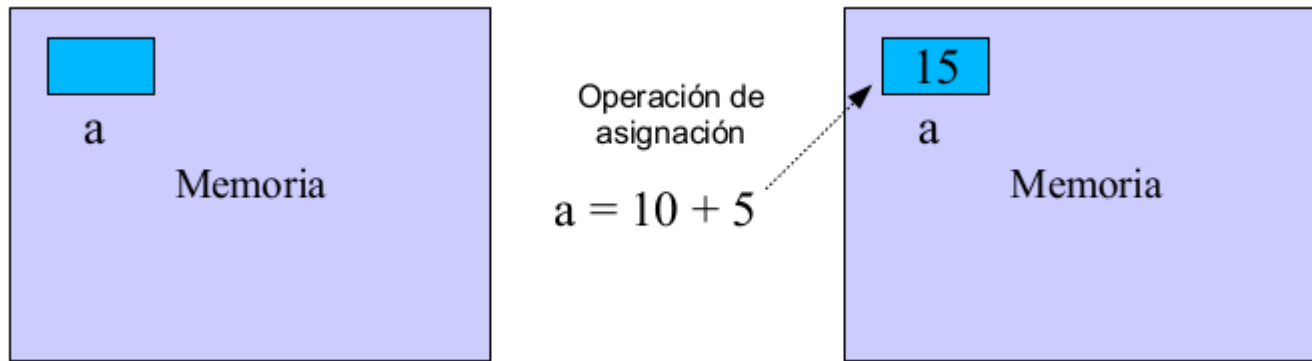 a
Memoria
Operación de
asignación
a = 10 + 5
15
a
Memoria